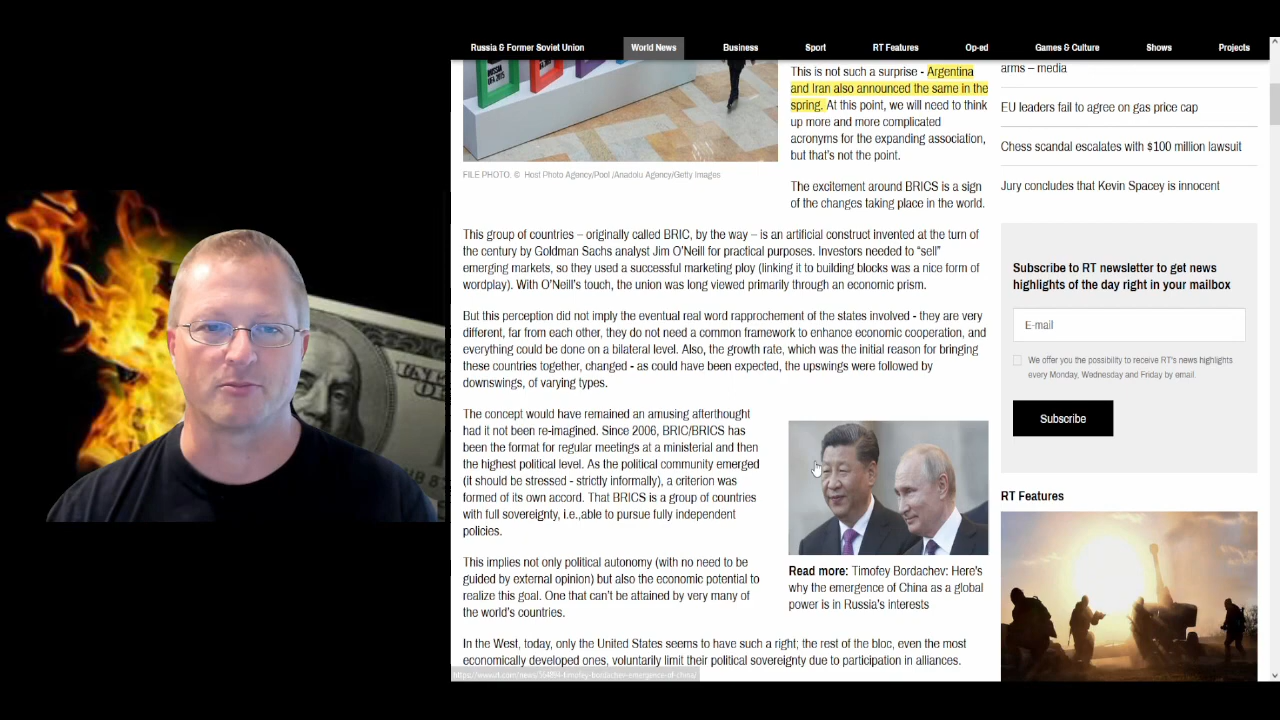 Russia & Former Soviet Union World News Business Sport RT Features Op-ed Games & Culture Shows Projects
This is not such a surprise - Argentina
and Iran also announced the same in the
spring. At this point, we will need to think
up more and more complicated
acronyms for the expanding association,
but that's not the point.
FILE PHOTO. © Host Photo Agency/Pool /Anadolu Agency/Getty Images
The excitement around BRICS is a sign
of the changes taking place in the world.
This group of countries – originally called BRIC, by the way – is an artificial construct invented at the turn of
the century by Goldman Sachs analyst Jim O'Neill for practical purposes. Investors needed to “sell”
emerging markets, so they used a successful marketing ploy (linking it to building blocks was a nice form of
wordplay). With O'Neill's touch, the union was long viewed primarily through an economic prism.
But this perception did not imply the eventual real word rapprochement of the states involved - they are very
different, far from each other, they do not need a common framework to enhance economic cooperation, and
everything could be done on a bilateral level. Also, the growth rate, which was the initial reason for bringing
these countries together, changed - as could have been expected, the upswings were followed by
downswings, of varying types.
The concept would have remained an amusing afterthought
had it not been re-imagined. Since 2006, BRIC/BRICS has
been the format for regular meetings at a ministerial and then
the highest political level. As the political community emerged
(it should be stressed - strictly informally), a criterion was
formed of its own accord. That BRICS is a group of countries
with full sovereignty, i.e.,able to pursue fully independent
policies.
Read more: Timofey Bordachev: Here's
why the emergence of China as a global
power is in Russia's interests
This implies not only political autonomy (with no need to be
guided by external opinion) but also the economic potential to
realize this goal. One that can't be attained by very many of
the world's countries.
In the West, today, only the United States seems to have such a right; the rest of the bloc, even the most
economically developed ones, voluntarily limit their political sovereignty due to participation in alliances.
arms – media
EU leaders fail to agree on gas price cap
Chess scandal escalates with $100 million lawsuit
Jury concludes that Kevin Spacey is innocent
Subscribe to RT newsletter to get news
highlights of the day right in your mailbox
E-mail
We offer you the possibility to receive RT's news highlights
every Monday, Wednesday and Friday by email.
Subscribe
RT Features